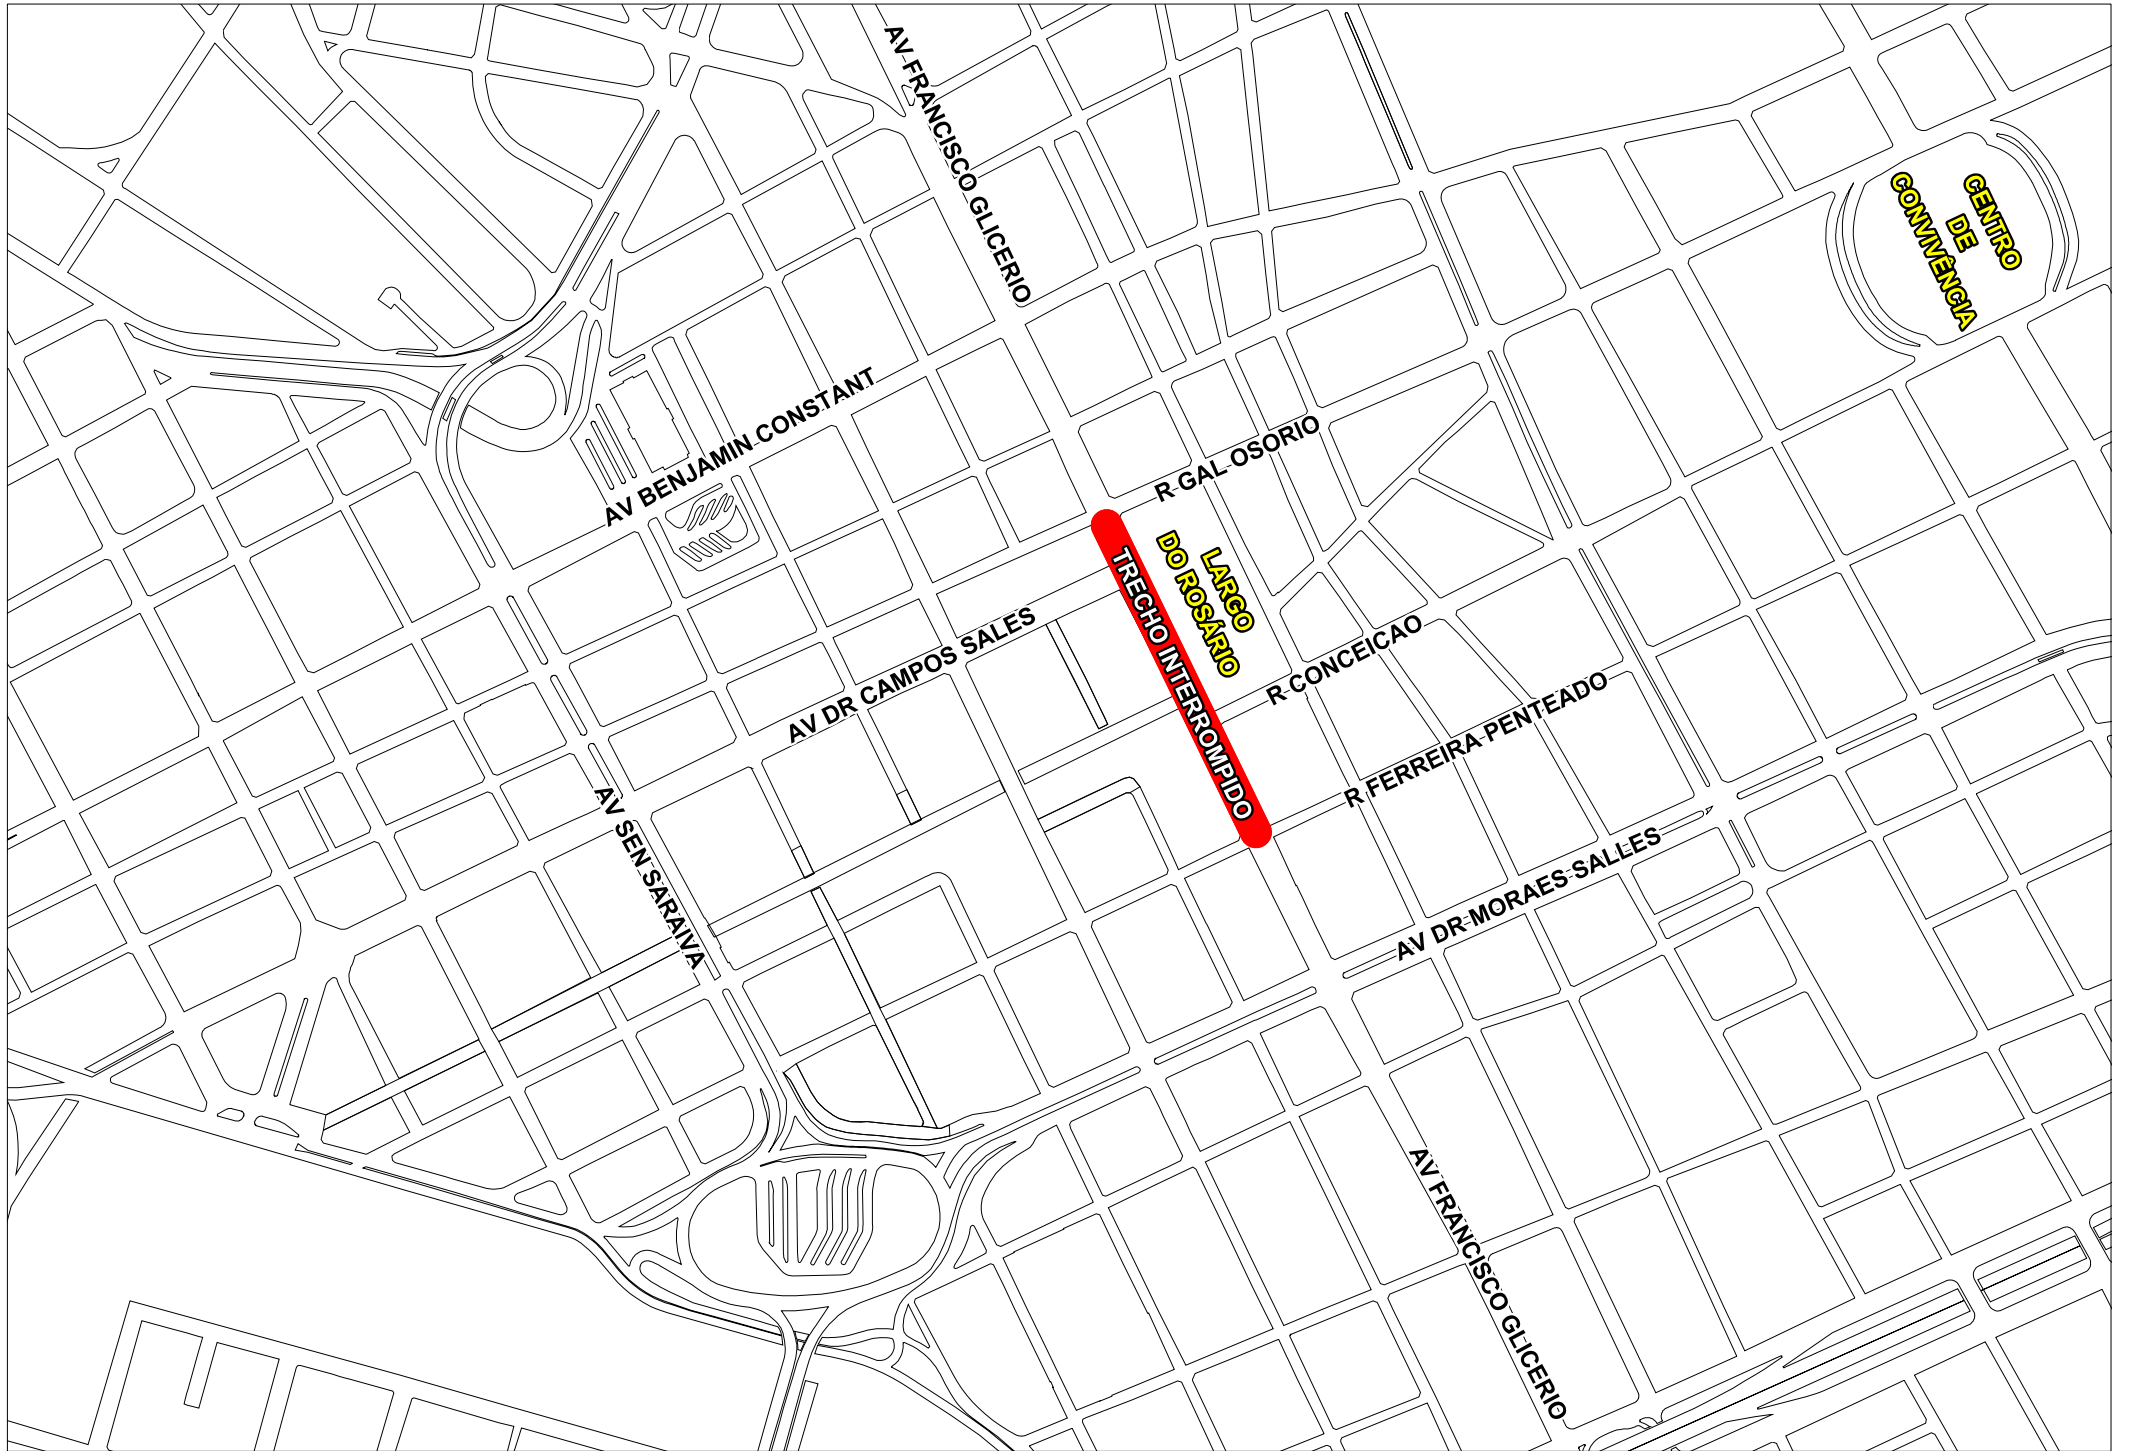 AV FRANCISCO GLICERIO
CENTRO
DE
CONVIVÊNCIA
AV BENJAMIN CONSTANT
R GAL OSORIO
LARGO
DO ROSÁRIO
TRECHO INTERROMPIDO
AV DR CAMPOS SALES
R CONCEICAO
R FERREIRA PENTEADO
AV SEN SARAIVA
AV DR MORAES SALLES
AV FRANCISCO GLICERIO